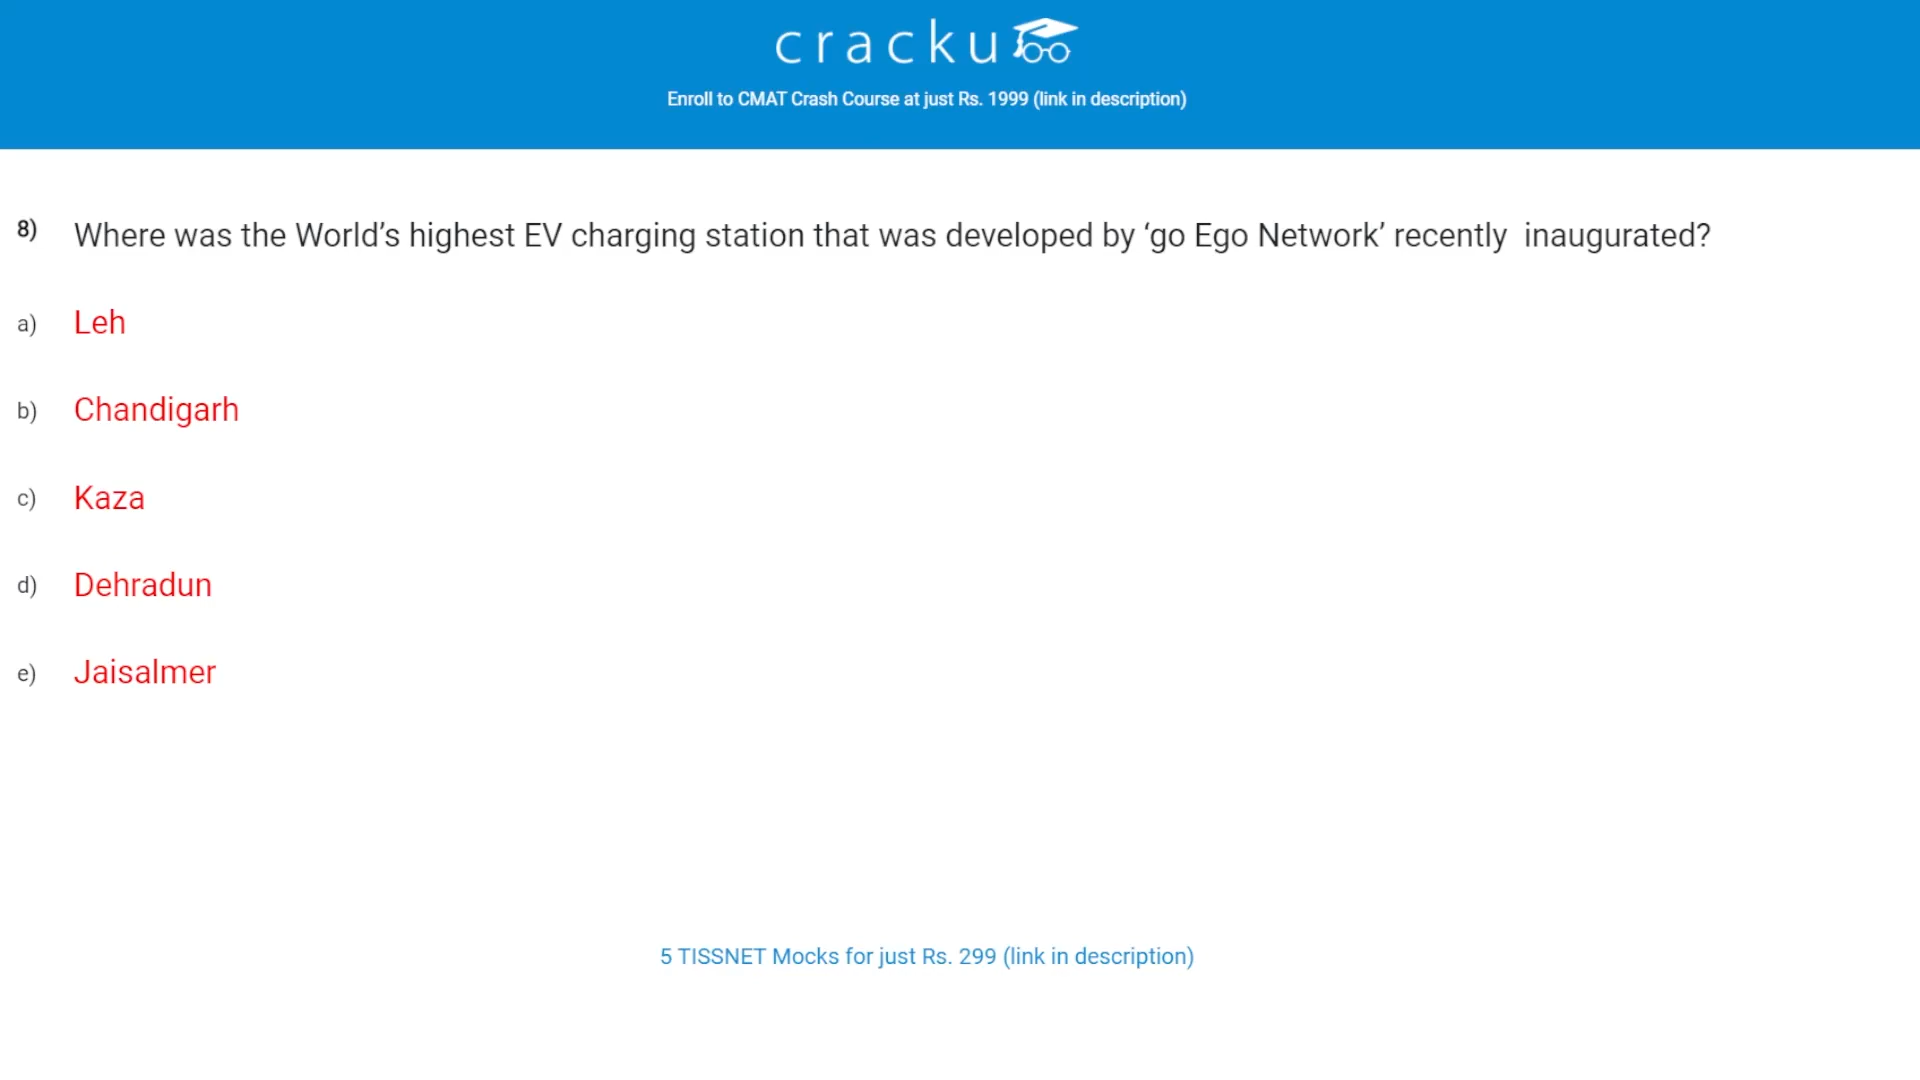 cracku
Enroll to CMAT Crash Course at just Rs. 1999 (link in description)
8) Where was the World’s highest EV charging station that was developed by ‘go Ego Network’ recently inaugurated?
a) Leh
b) Chandigarh
c) Kaza
d) Dehradun
e) Jaisalmer
5 TISSNET Mocks for just Rs. 299 (link in description)